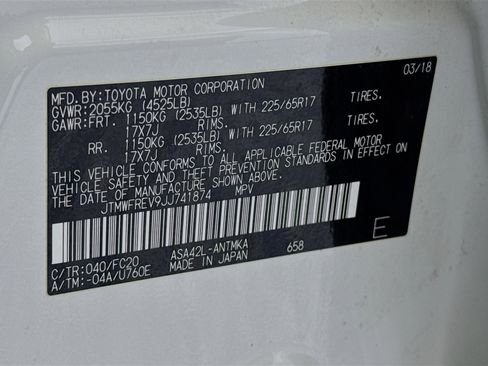 MFD.BY: TOYOTA MOTOR CORPORATION 03/18
GVWR: 2055KG (4525LB)
GAWR: FRT. 1150KG (2535LB) WITH 225/65R17 TIRES.
17X7J RIMS.
RR. 1150KG (2535LB) WITH 225/65R17 TIRES.
17X7J RIMS.
THIS VEHICLE CONFORMS TO ALL APPLICABLE FEDERAL MOTOR
VEHICLE SAFETY AND THEFT PREVENTION STANDARDS IN EFFECT ON
THE DATE OF MANUFACTURE SHOWN ABOVE.
JTMWFREV9JJ741874 MPV
C/TR: 040/FC20 ASA42L-ANTMKA 658
A/TM: -04A/U760E MADE IN JAPAN
E